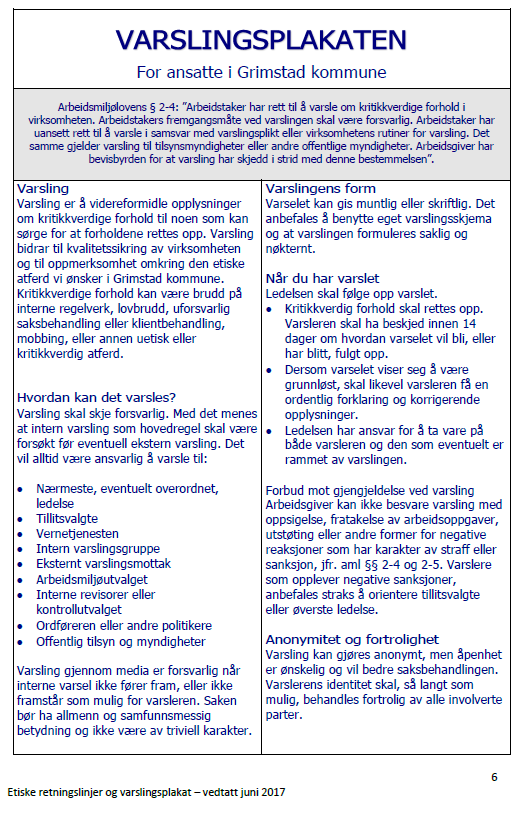 VARSLINGSPLAKATEN
For ansatte i Grimstad kommune
Arbeidsmiljølovens § 2-4: "Arbeidstaker har rett til å varsle om kritikkverdige forhold i
virksomheten. Arbeidstakers fremgangsmåte ved varslingen skal være forsvarlig. Arbeidstaker har
uansett rett til å varsle i samsvar med varslingsplikt eller virksomhetens rutiner for varsling. Det
samme gjelder varsling til tilsynsmyndigheter eller andre offentlige myndigheter. Arbeidsgiver har
bevisbyrden for at varsling har skjedd i strid med denne bestemmelsen".
Varsling
Varsling er å videreformidle opplysninger
om kritikkverdige forhold til noen som kan
sørge for at forholdene rettes opp. Varsling
bidrar til kvalitetssikring av virksomheten
og til oppmerksomhet omkring den etiske
atferd vi ønsker i Grimstad kommune.
Kritikkverdige forhold kan være brudd på
interne regelverk, lovbrudd, uforsvarlig
saksbehandling eller klientbehandling,
mobbing, eller annen uetisk eller
kritikkverdig atferd.
Hvordan kan det varsles?
Varsling skal skje forsvarlig. Med det menes
at intern varsling som hovedregel skal være
forsøkt før eventuell ekstern varsling. Det
vil alltid være ansvarlig å varsle til:
• Nærmeste, eventuelt overordnet,
ledelse
• Tillitsvalgte
• Vernetjenesten
• Intern varslingsgruppe
• Eksternt varslingsmottak
• Arbeidsmiljøutvalget
• Interne revisorer eller
kontrollutvalget
• Ordføreren eller andre politikere
• Offentlig tilsyn og myndigheter
Varsling gjennom media er forsvarlig når
interne varsel ikke fører fram, eller ikke
framstår som mulig for varsleren. Saken
bør ha allmenn og samfunnsmessig
betydning og ikke være av triviell karakter.
Varslingens form
Varselet kan gis muntlig eller skriftlig. Det
anbefales å benytte eget varslingsskjema
og at varslingen formuleres saklig og
nøkternt.
Når du har varslet
Ledelsen skal følge opp varslet.
• Kritikkverdig forhold skal rettes opp.
Varsleren skal ha beskjed innen 14
dager om hvordan varselet vil bli, eller
har blitt, fulgt opp.
• Dersom varselet viser seg å være
grunnløst, skal likevel varsleren få en
ordentlig forklaring og korrigerende
opplysninger.
• Ledelsen har ansvar for å ta vare på
både varsleren og den som eventuelt er
rammet av varslingen.
Forbud mot gjengjeldelse ved varsling
Arbeidsgiver kan ikke besvare varsling med
oppsigelse, fratakelse av arbeidsoppgaver,
utstøting eller andre former for negative
reaksjoner som har karakter av straff eller
sanksjon, jfr. aml §§ 2-4 og 2-5. Varslere
som opplever negative sanksjoner,
anbefales straks å orientere tillitsvalgte
eller øverste ledelse.
Anonymitet og fortrolighet
Varsling kan gjøres anonymt, men åpenhet
er ønskelig og vil bedre saksbehandlingen.
Varslerens identitet skal, så langt som
mulig, behandles fortrolig av alle involverte
parter.
6
Etiske retningslinjer og varslingsplakat – vedtatt juni 2017